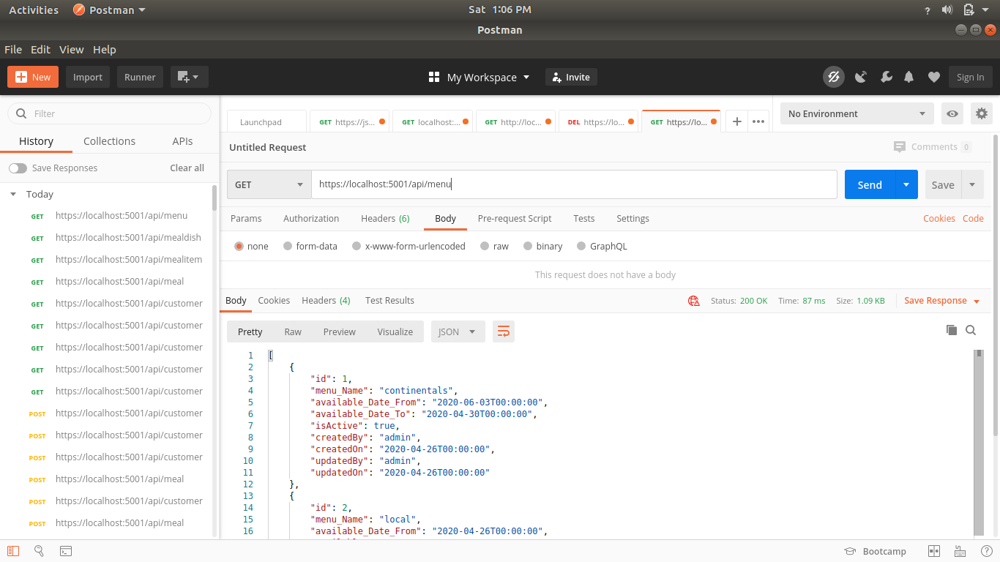 Activities Postman Sat 1:06 PM
Postman
File Edit View Help
New Import Runner My Workspace Invite Sign In
Filter
History Collections APIs
Save Responses Clear all
Today
GET https://localhost:5001/api/menu
GET https://localhost:5001/api/mealdish
GET https://localhost:5001/api/mealitem
GET https://localhost:5001/api/meal
GET https://localhost:5001/api/customer
GET https://localhost:5001/api/customer
GET https://localhost:5001/api/customer
GET https://localhost:5001/api/customer
GET https://localhost:5001/api/customer
POST https://localhost:5001/api/customer
POST https://localhost:5001/api/customer
POST https://localhost:5001/api/customer
POST https://localhost:5001/api/meal
POST https://localhost:5001/api/customer
POST https://localhost:5001/api/meal
Launchpad GET https://js... GET localhost:... GET http://loc... DEL https://lo... GET https://lo... No Environment
Untitled Request Comments 0
GET https://localhost:5001/api/menu Send Save
Params Authorization Headers (6) Body Pre-request Script Tests Settings Cookies Code
none form-data x-www-form-urlencoded raw binary GraphQL
This request does not have a body
Body Cookies Headers (4) Test Results Status: 200 OK Time: 87 ms Size: 1.09 KB Save Response
Pretty Raw Preview Visualize JSON
1 [
2 {
3 "id": 1,
4 "menu_Name": "continentals",
5 "available_Date_From": "2020-06-03T00:00:00",
6 "available_Date_To": "2020-04-30T00:00:00",
7 "isActive": true,
8 "createdBy": "admin",
9 "createdOn": "2020-04-26T00:00:00",
10 "updatedBy": "admin",
11 "updatedOn": "2020-04-26T00:00:00"
12 },
13 {
14 "id": 2,
15 "menu_Name": "local",
16 "available_Date_From": "2020-04-26T00:00:00",
Bootcamp